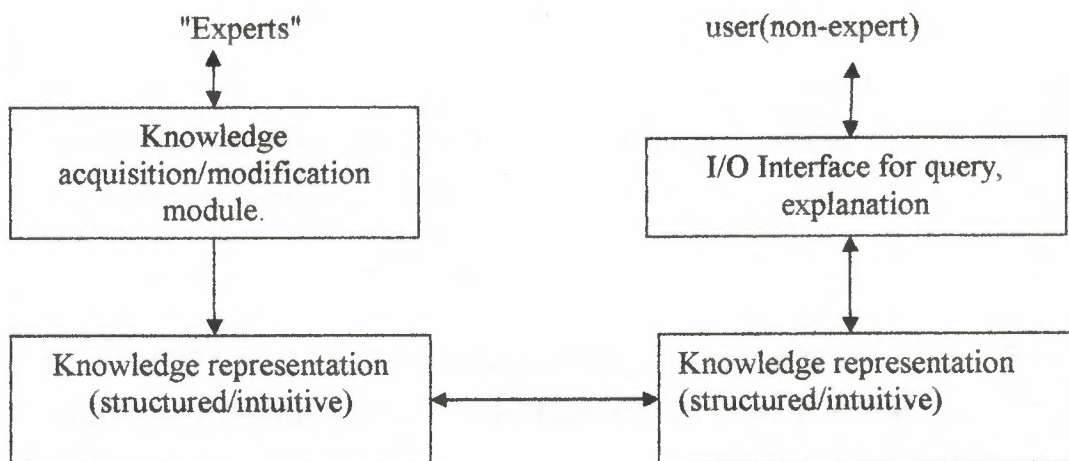 "Experts"
user(non-expert)
Knowledge
acquisition/modification
module.
I/O Interface for query,
explanation
Knowledge representation
(structured/intuitive)
Knowledge representation
(structured/intuitive)